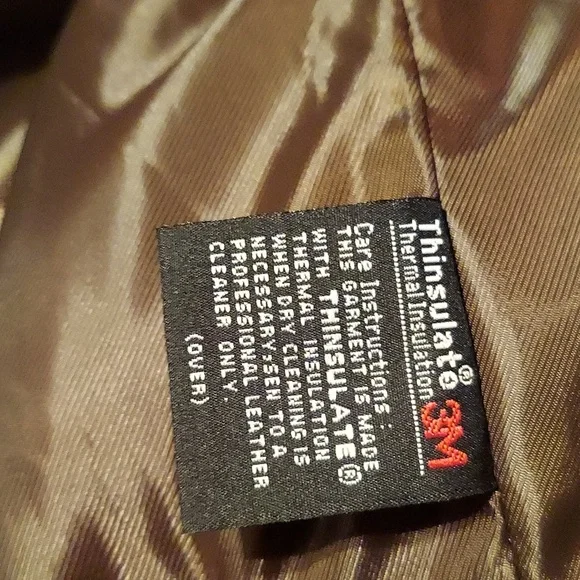 Thinsulate® 3M
Thermal Insulation
Care Instructions :
THIS GARMENT IS MADE
WITH THINSULATE®
THERMAL INSULATION
WHEN DRY CLEANING IS
NECESSARY, SEN TO A
PROFESSIONAL LEATHER
CLEANER ONLY.
(OVER)